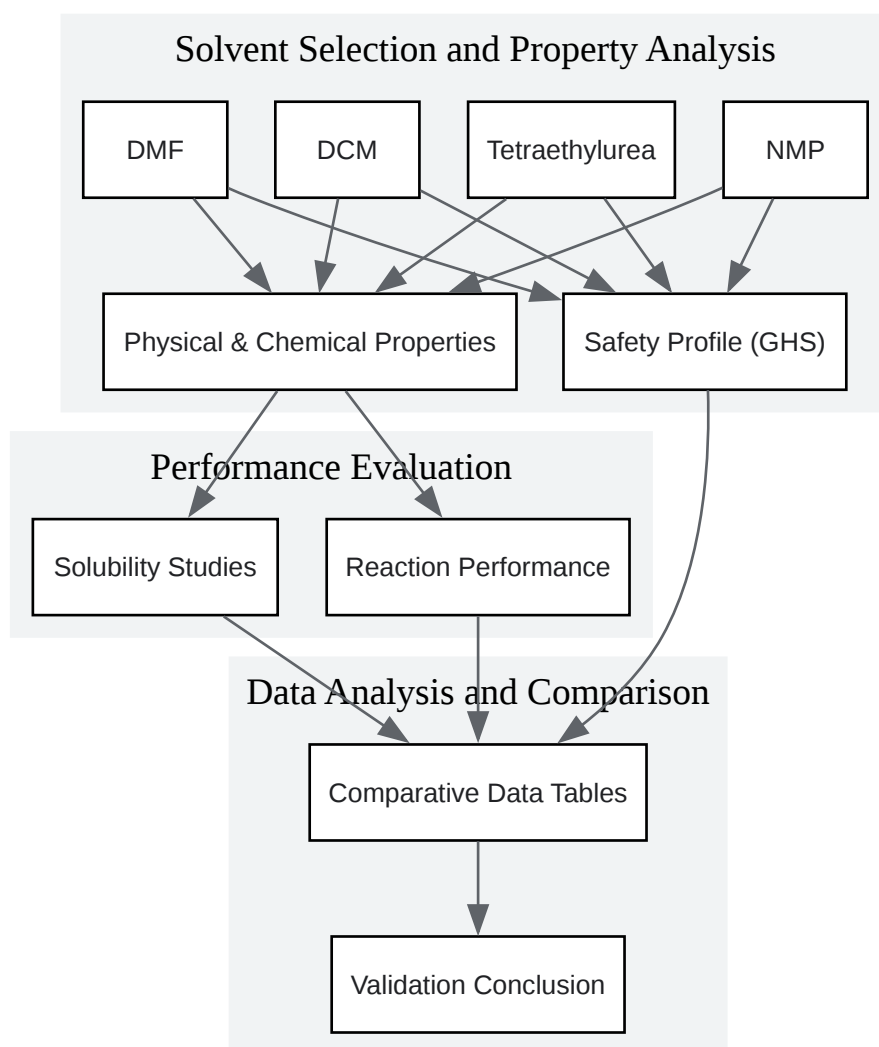 Solvent Selection and Property Analysis
DMF
DCM
Tetraethylurea
NMP
Physical & Chemical Properties
Safety Profile (GHS)
Performance Evaluation
Solubility Studies
Reaction Performance
Data Analysis and Comparison
Comparative Data Tables
Validation Conclusion